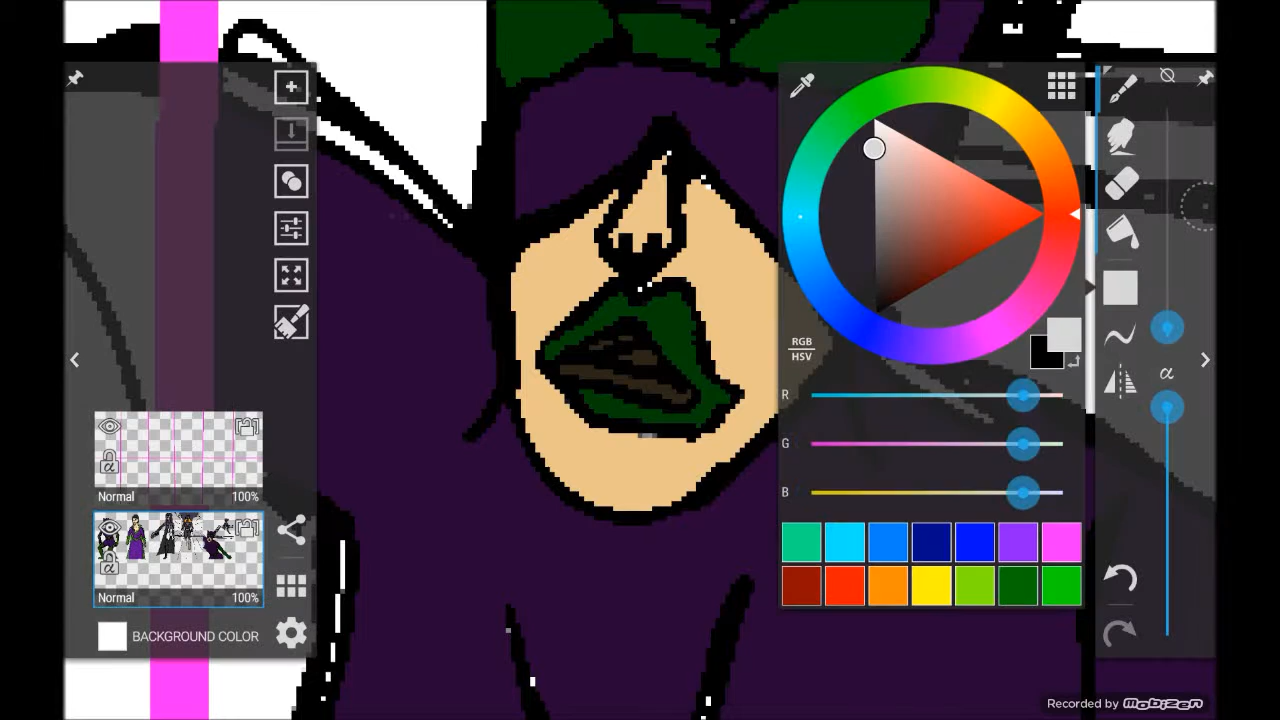 RGB
HSV
R
G
B
α
α
Normal 100%
α
Normal 100%
BACKGROUND COLOR
Recorded by mobizen